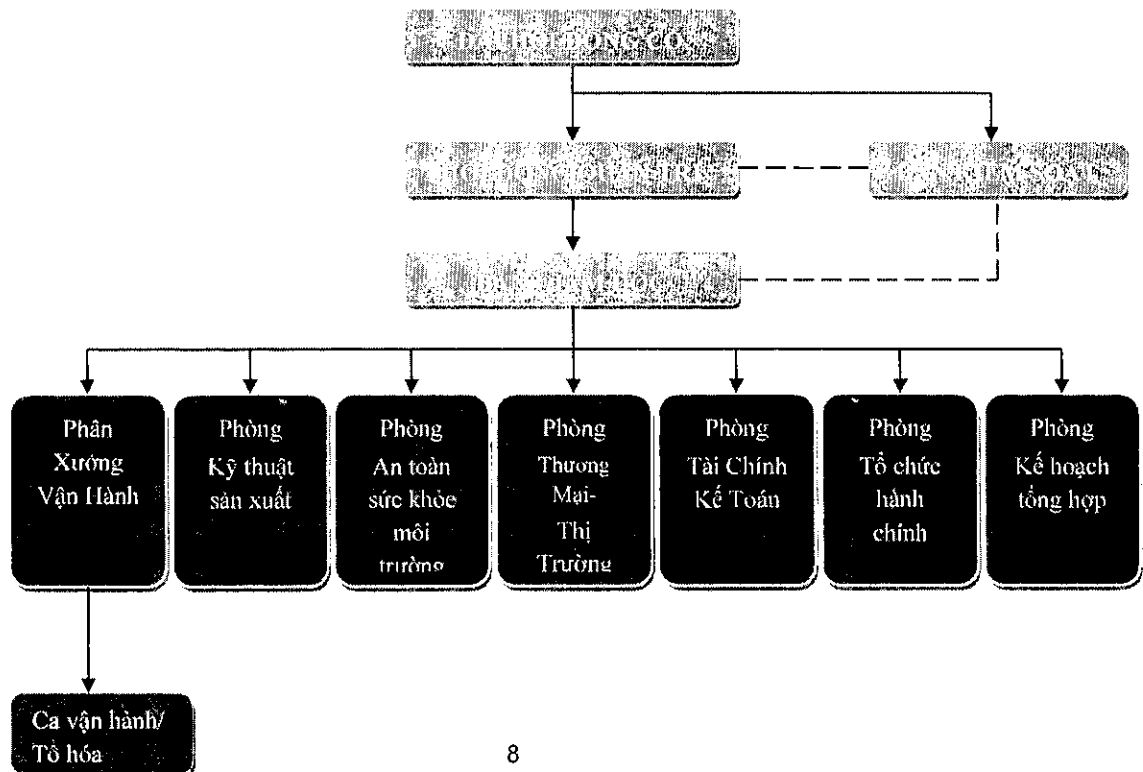 Phân
Xưởng
Vận Hành
Phòng
Kỹ thuật
sản xuất
Phòng
An toàn
sức khỏe
môi
trường
Phòng
Thương
Mại-
Thị
Trường
Phòng
Tài Chính
Kế Toán
Phòng
Tổ chức
hành
chính
Phòng
Kế hoạch
tổng hợp
Ca vận hành/
Tổ hóa
8